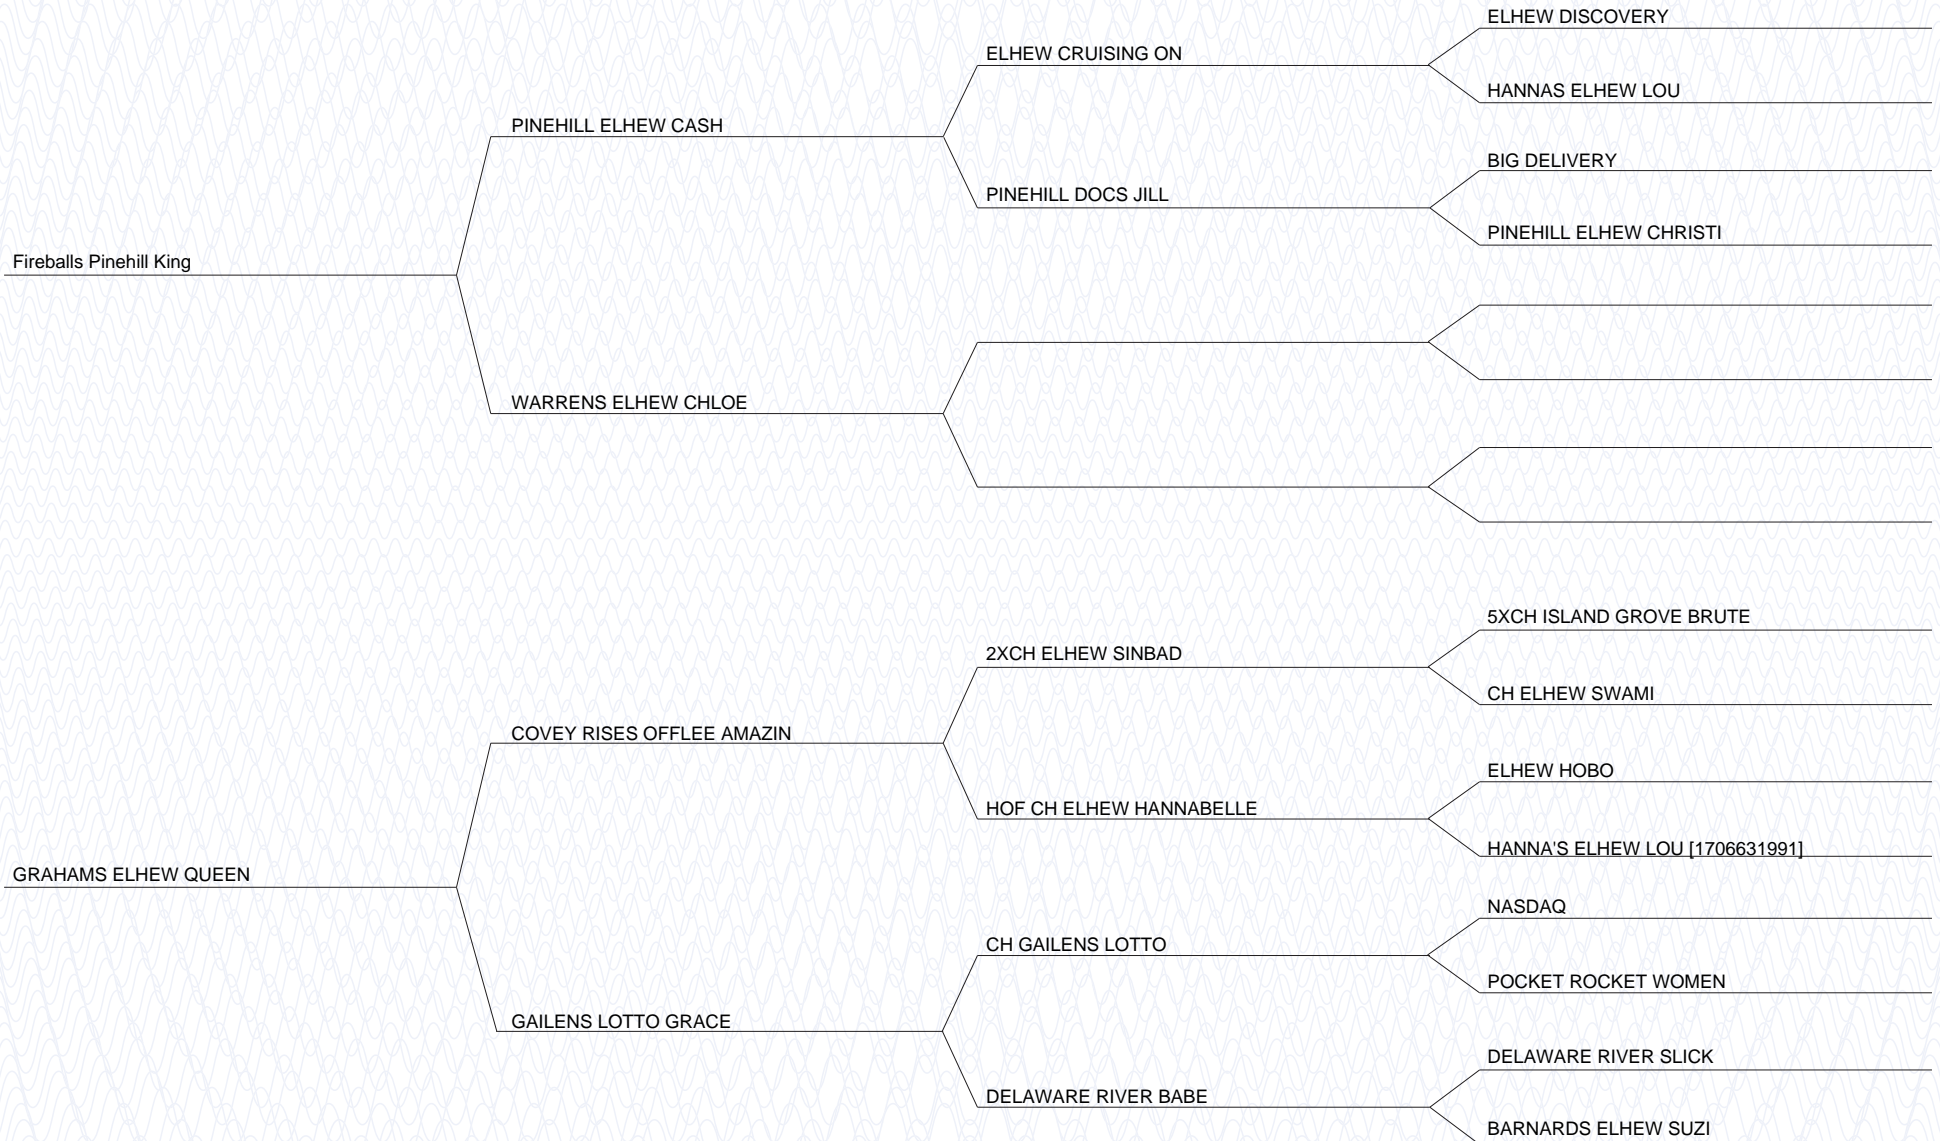 ELHEW DISCOVERY
ELHEW CRUISING ON
HANNAS ELHEW LOU
PINEHILL ELHEW CASH
BIG DELIVERY
PINEHILL DOCS JILL
PINEHILL ELHEW CHRISTI
Fireballs Pinehill King
WARRENS ELHEW CHLOE
5XCH ISLAND GROVE BRUTE
2XCH ELHEW SINBAD
CH ELHEW SWAMI
COVEY RISES OFFLEE AMAZIN
ELHEW HOBO
HOF CH ELHEW HANNABELLE
HANNA'S ELHEW LOU [1706631991]
GRAHAMS ELHEW QUEEN
NASDAQ
CH GAILENS LOTTO
POCKET ROCKET WOMEN
GAILENS LOTTO GRACE
DELAWARE RIVER SLICK
DELAWARE RIVER BABE
BARNARDS ELHEW SUZI